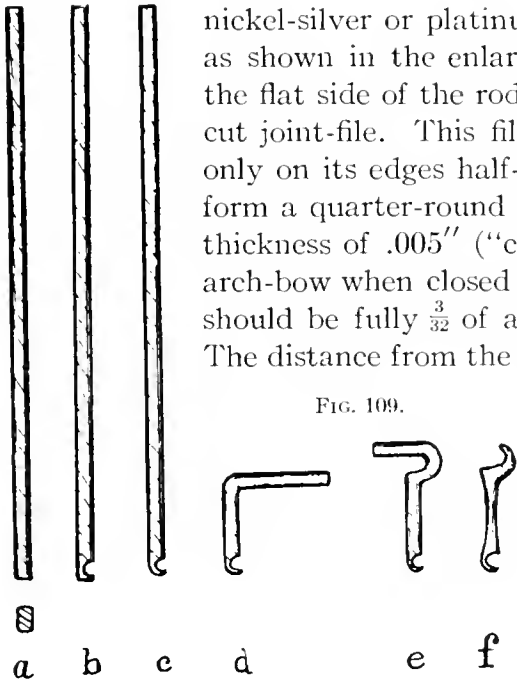 nickel-silver or platinu
as shown in the enlar
the flat side of the rod
cut joint-file. This fil
only on its edges half-
form a quarter-round
thickness of .005″ (“c
arch-bow when closed
should be fully 3/32 of a
The distance from the
FIG. 109.
a b c d e f